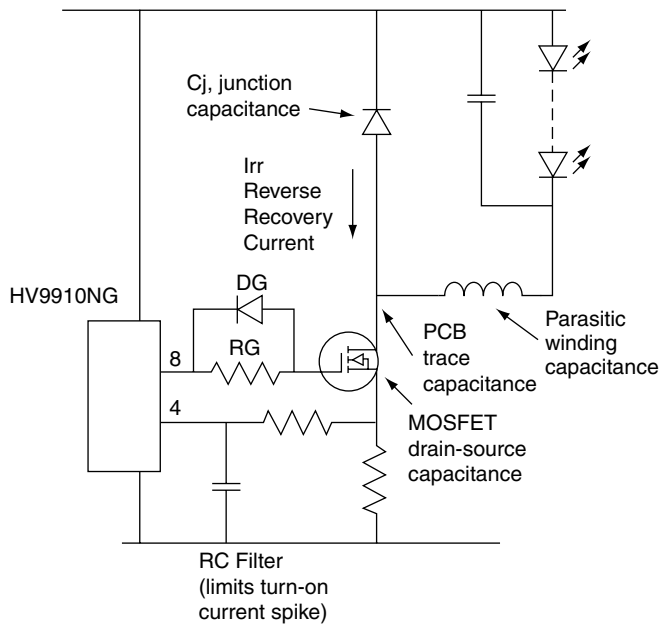 Cj, junction
capacitance
Irr
Reverse
Recovery
Current
HV9910NG
DG
RG
8
4
PCB
trace
capacitance
Parasitic
winding
capacitance
MOSFET
drain-source
capacitance
RC Filter
(limits turn-on
current spike)